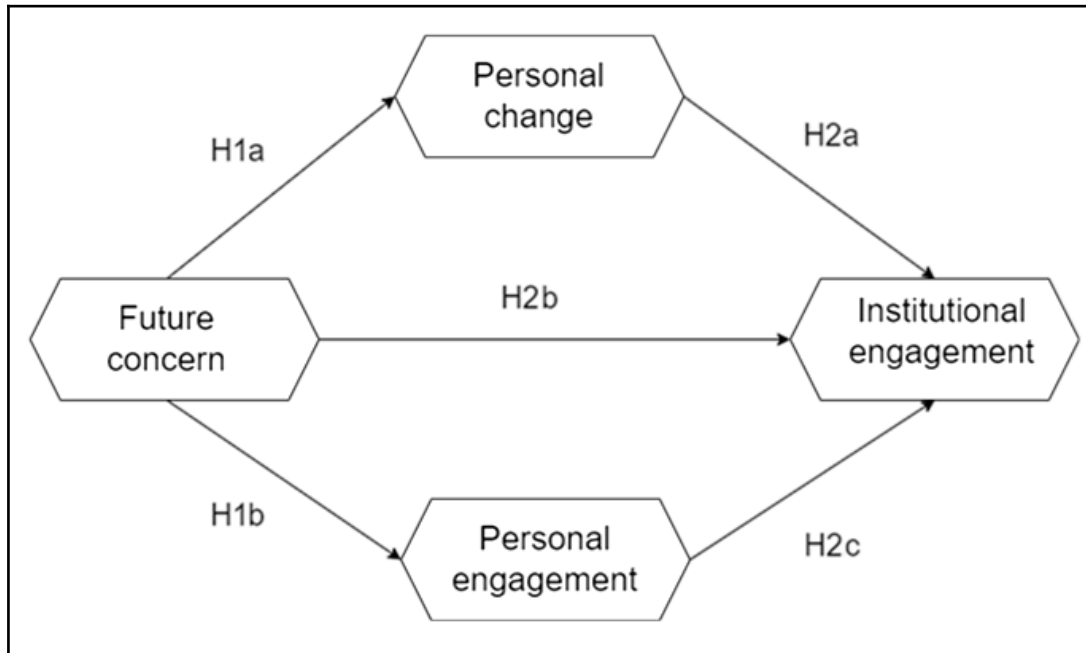 Personal
change
H1a
H2a
Future
concern
H2b
Institutional
engagement
H1b
Personal
engagement
H2c